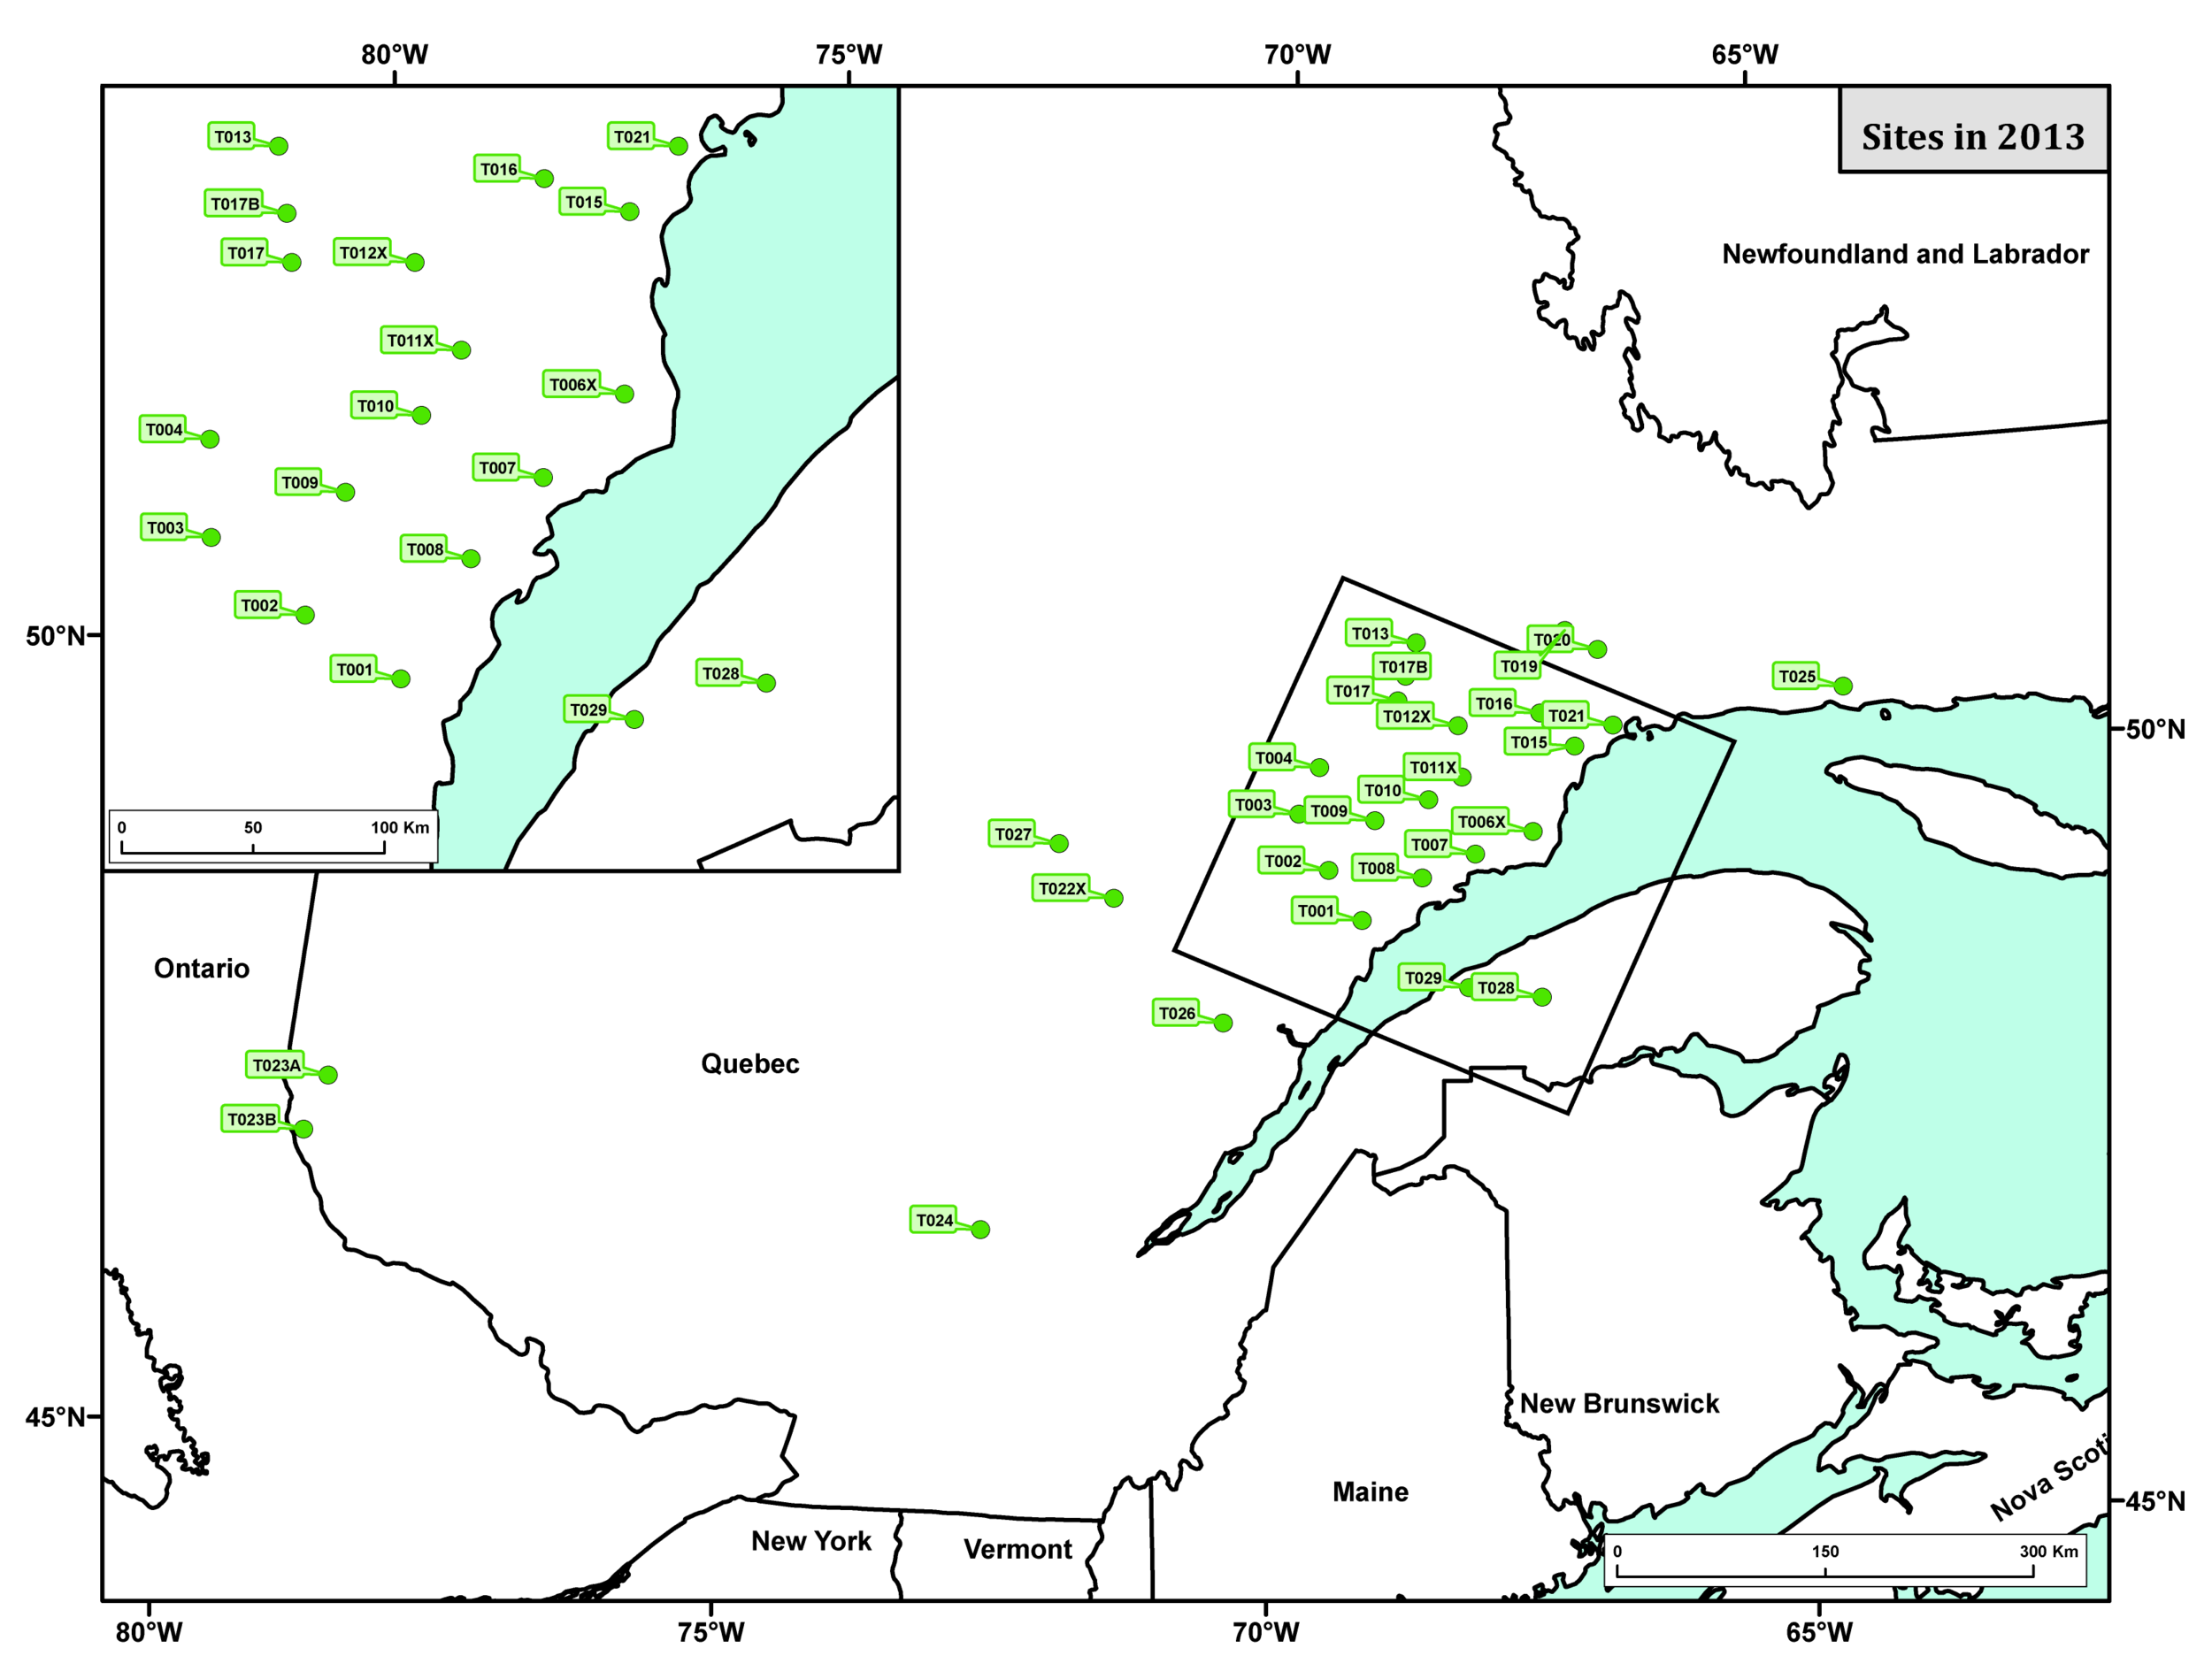 80°W 75°W 70°W 65°W
Sites in 2013
T013
T021
T016
T015
T017B
T017
T012X
T011X
T006X
T010
T004
T007
T009
T003
T008
T002
T001
T028
T029
0 50 100 Km
50°N
Newfoundland and Labrador
T013
T020
T019
T017B
T025
T017
T016
T012X
T021
T015
50°N
T004
T011X
T010
T003
T009
T006X
T027
T007
T002
T008
T022X
T001
Ontario
T029
T028
T026
T023A
Quebec
T023B
T024
45°N
New Brunswick
Nova Scoti
Maine
45°N
New York
Vermont
0 150 300 Km
80°W 75°W 70°W 65°W